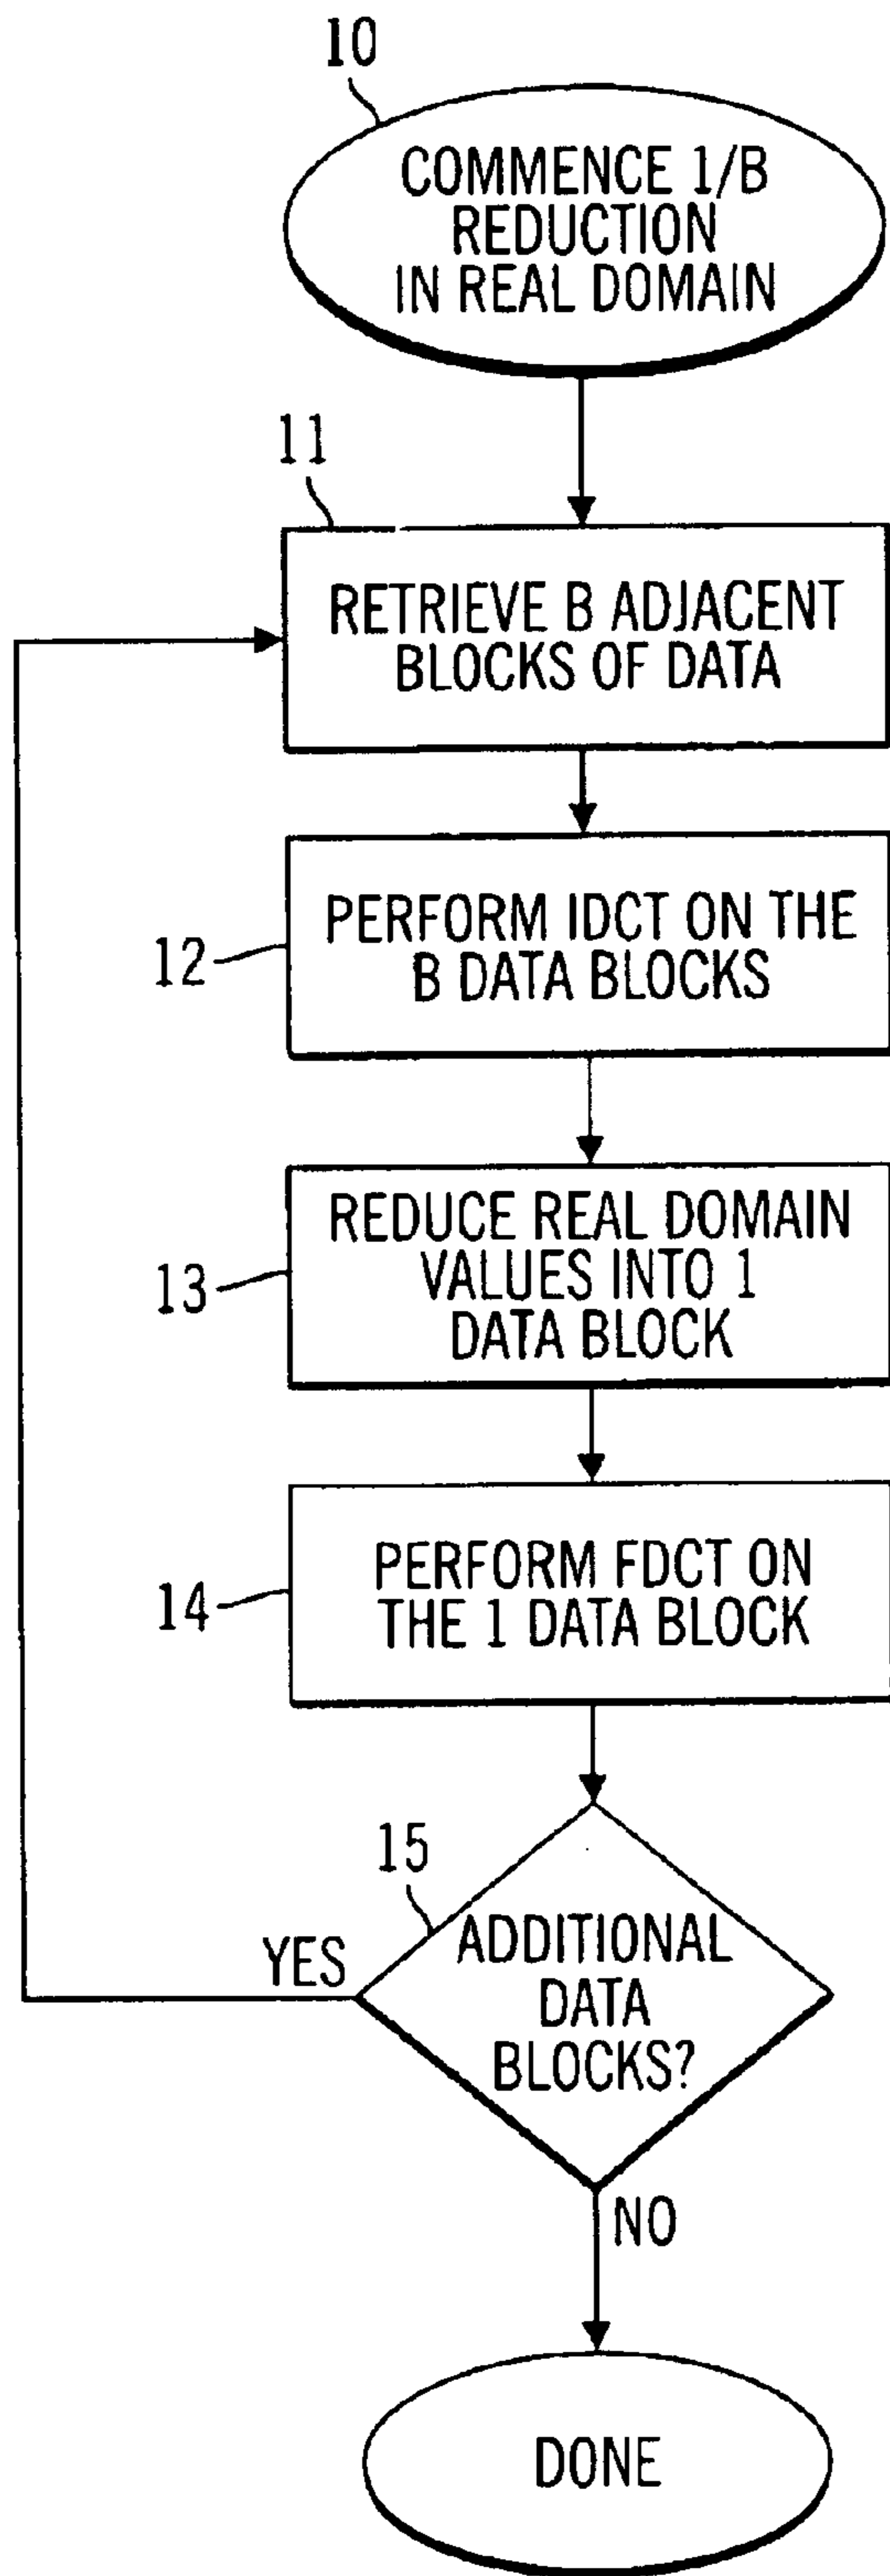 10
COMMENCE 1/B
REDUCTION
IN REAL DOMAIN
11
RETRIEVE B ADJACENT
BLOCKS OF DATA
12
PERFORM IDCT ON THE
B DATA BLOCKS
13
REDUCE REAL DOMAIN
VALUES INTO 1
DATA BLOCK
14
PERFORM FDCT ON
THE 1 DATA BLOCK
15
ADDITIONAL
DATA
BLOCKS?
YES
NO
DONE